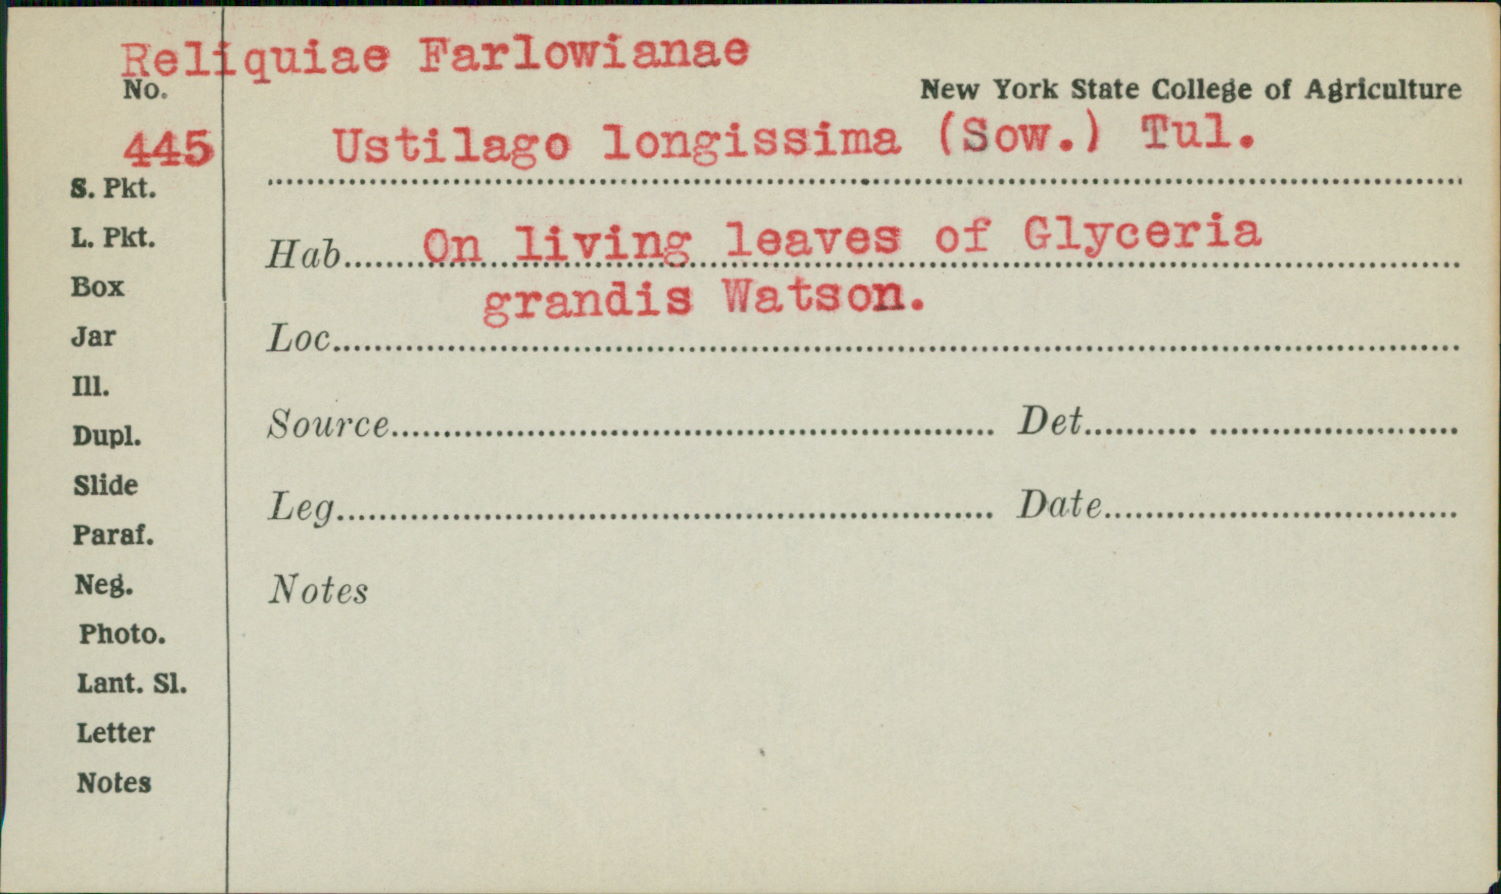 Reliquiae Farlowianae
No.
New York State College of Agriculture
445
Ustilago longissima (Sow.) Tul.
S. Pkt.
L. Pkt.
Hab. On living leaves of Glyceria
grandis Watson.
Box
Jar
Loc.
Ill.
Dupl.
Source
Det.
Slide
Leg.
Date
Paraf.
Neg.
Notes
Photo.
Lant. Sl.
Letter
Notes